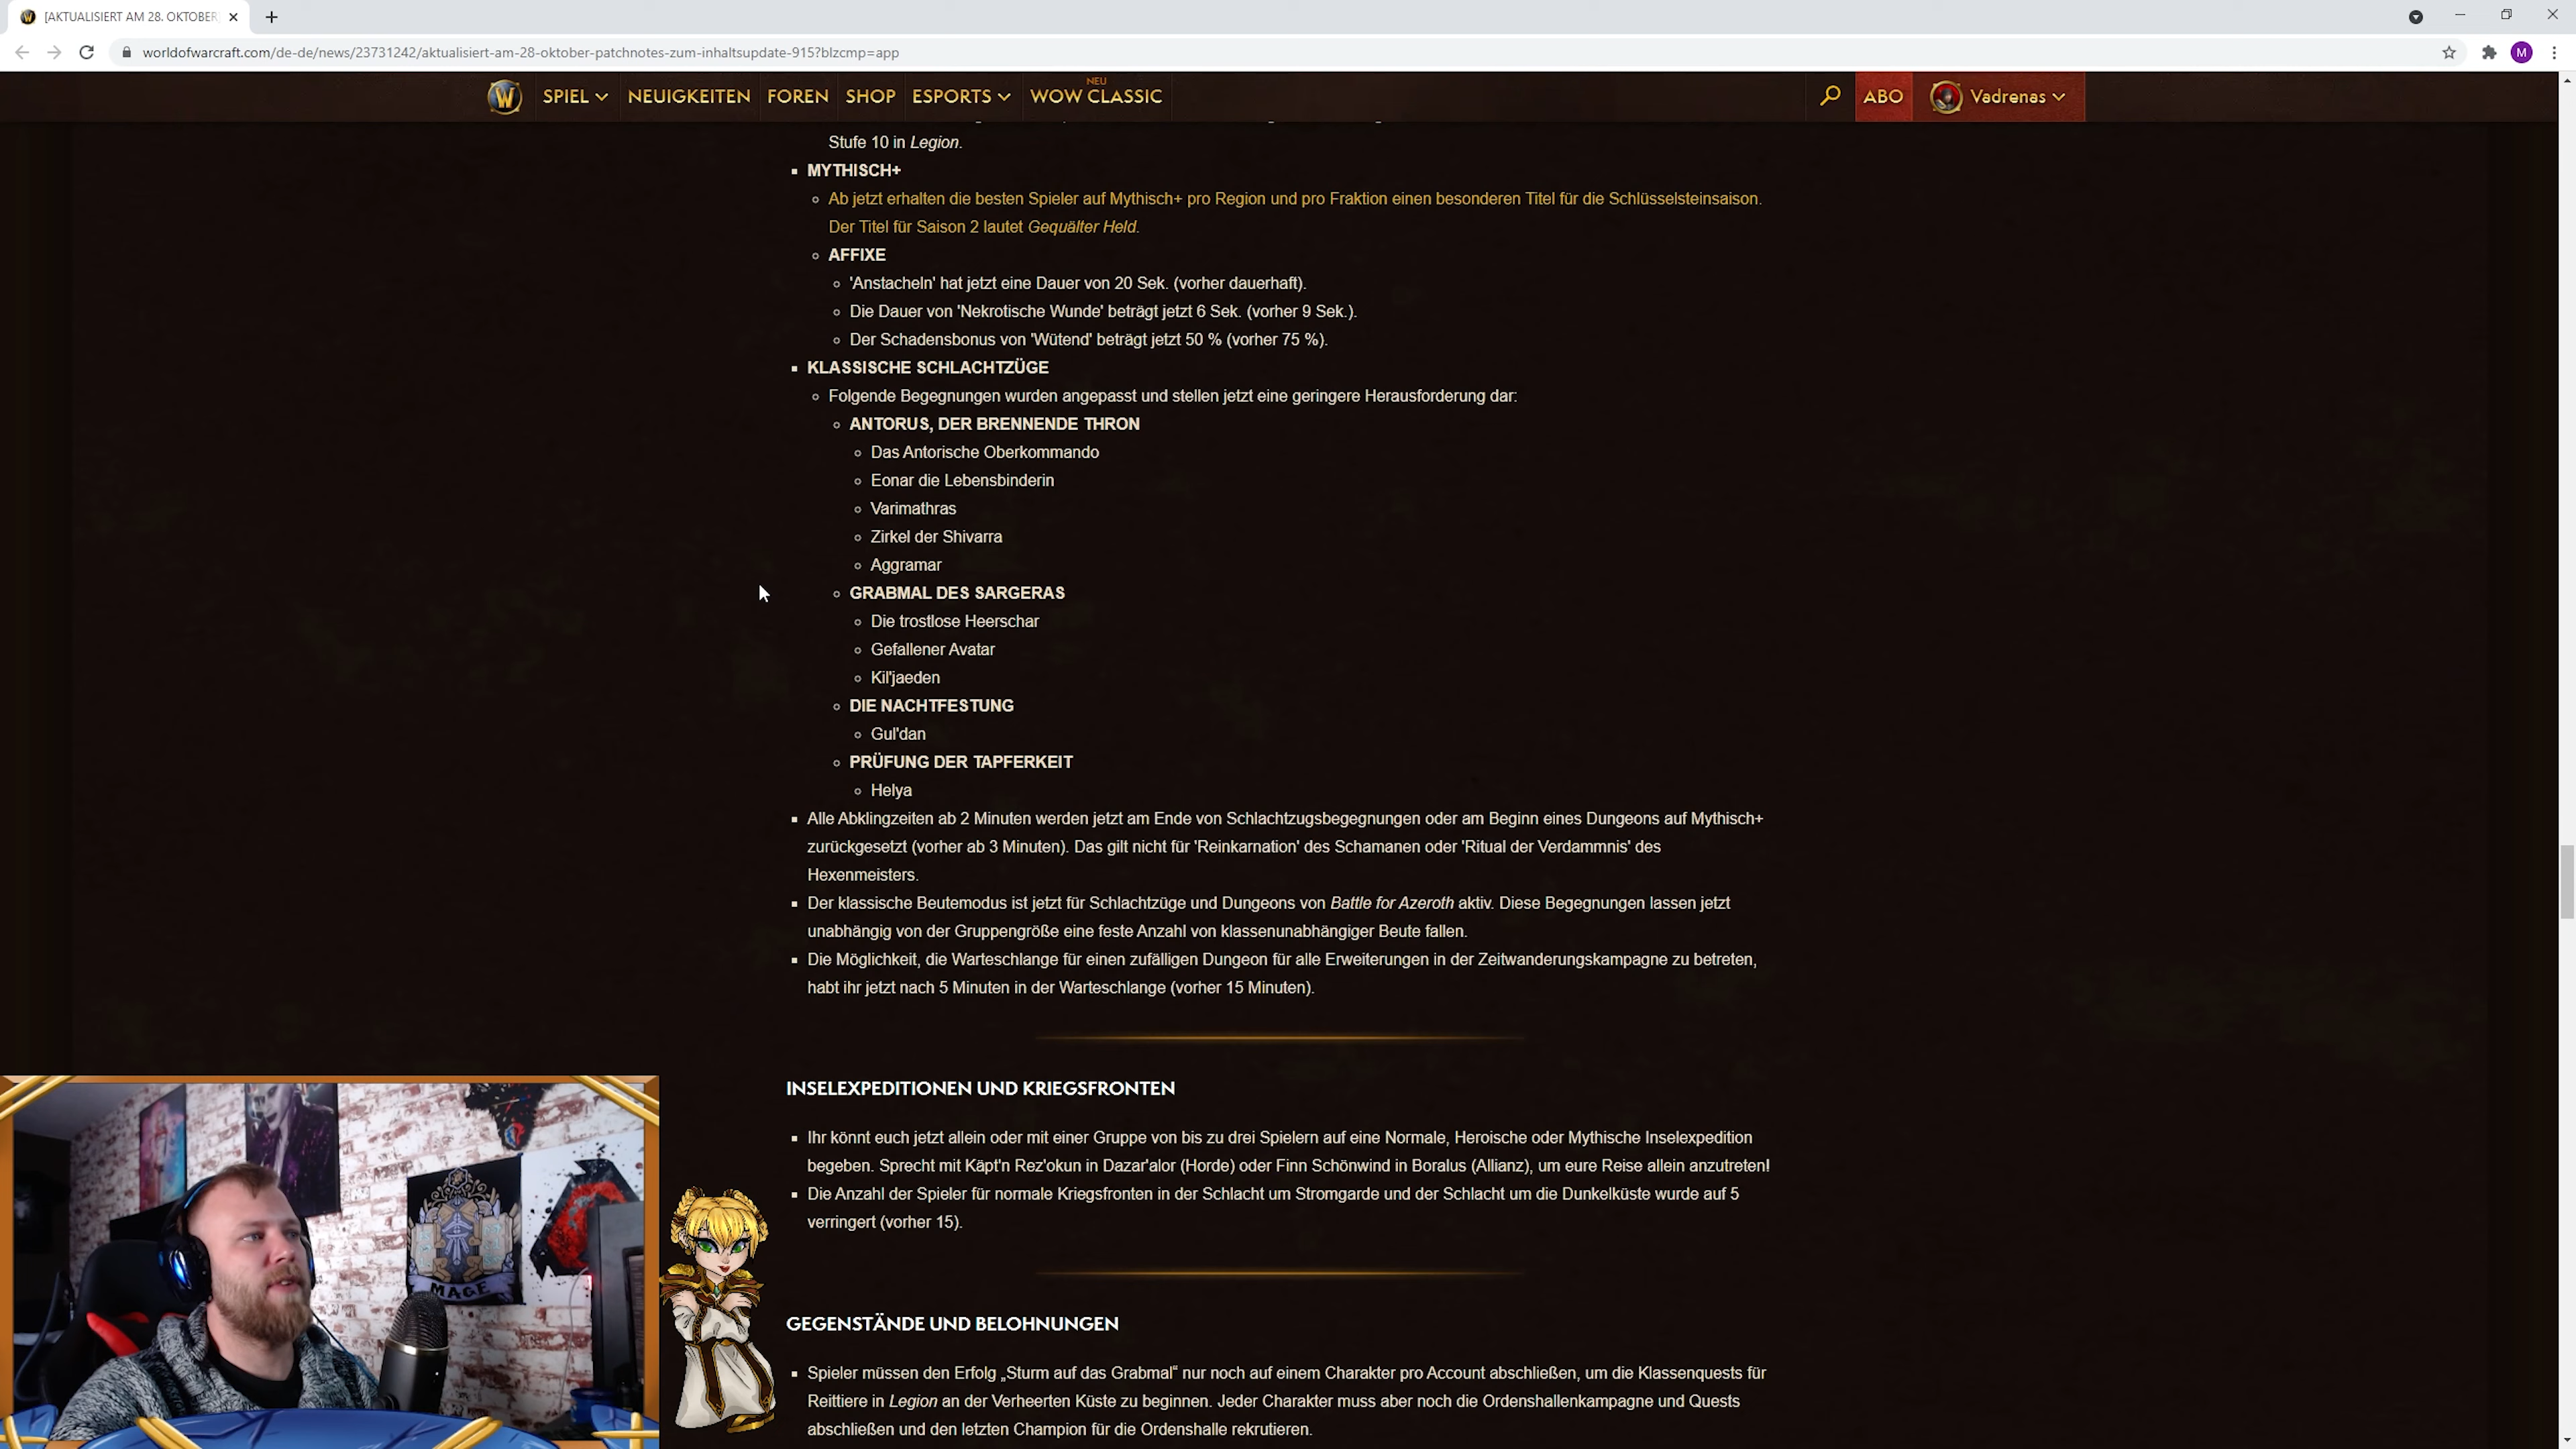 [AKTUALISIERT AM 28. OKTOBER]
worldofwarcraft.com/de-de/news/23731242/aktualisiert-am-28-oktober-patchnotes-zum-inhaltsupdate-915?blzcmp=app
M
W
SPIEL
NEUIGKEITEN
FOREN
SHOP
ESPORTS
NEU
WOW CLASSIC
ABO
Vadrenas
Stufe 10 in Legion.
MYTHISCH+
Ab jetzt erhalten die besten Spieler auf Mythisch+ pro Region und pro Fraktion einen besonderen Titel für die Schlüsselsteinsaison.
Der Titel für Saison 2 lautet Gequälter Held.
AFFIXE
'Anstacheln' hat jetzt eine Dauer von 20 Sek. (vorher dauerhaft).
Die Dauer von 'Nekrotische Wunde' beträgt jetzt 6 Sek. (vorher 9 Sek.).
Der Schadensbonus von 'Wütend' beträgt jetzt 50 % (vorher 75 %).
KLASSISCHE SCHLACHTZÜGE
Folgende Begegnungen wurden angepasst und stellen jetzt eine geringere Herausforderung dar:
ANTORUS, DER BRENNENDE THRON
Das Antorische Oberkommando
Eonar die Lebensbinderin
Varimathras
Zirkel der Shivarra
Aggramar
GRABMAL DES SARGERAS
Die trostlose Heerschar
Gefallener Avatar
Kil'jaeden
DIE NACHTFESTUNG
Gul'dan
PRÜFUNG DER TAPFERKEIT
Helya
Alle Abklingzeiten ab 2 Minuten werden jetzt am Ende von Schlachtzugsbegegnungen oder am Beginn eines Dungeons auf Mythisch+
zurückgesetzt (vorher ab 3 Minuten). Das gilt nicht für 'Reinkarnation' des Schamanen oder 'Ritual der Verdammnis' des
Hexenmeisters.
Der klassische Beutemodus ist jetzt für Schlachtzüge und Dungeons von Battle for Azeroth aktiv. Diese Begegnungen lassen jetzt
unabhängig von der Gruppengröße eine feste Anzahl von klassenunabhängiger Beute fallen.
Die Möglichkeit, die Warteschlange für einen zufälligen Dungeon für alle Erweiterungen in der Zeitwanderungskampagne zu betreten,
habt ihr jetzt nach 5 Minuten in der Warteschlange (vorher 15 Minuten).
INSELEXPEDITIONEN UND KRIEGSFRONTEN
Ihr könnt euch jetzt allein oder mit einer Gruppe von bis zu drei Spielern auf eine Normale, Heroische oder Mythische Inselexpedition
begeben. Sprecht mit Käpt'n Rez'okun in Dazar'alor (Horde) oder Finn Schönwind in Boralus (Allianz), um eure Reise allein anzutreten!
Die Anzahl der Spieler für normale Kriegsfronten in der Schlacht um Stromgarde und der Schlacht um die Dunkelküste wurde auf 5
verringert (vorher 15).
GEGENSTÄNDE UND BELOHNUNGEN
Spieler müssen den Erfolg „Sturm auf das Grabmal“ nur noch auf einem Charakter pro Account abschließen, um die Klassenquests für
Reittiere in Legion an der Verheerten Küste zu beginnen. Jeder Charakter muss aber noch die Ordenshallenkampagne und Quests
abschließen und den letzten Champion für die Ordenshalle rekrutieren.
MAGE